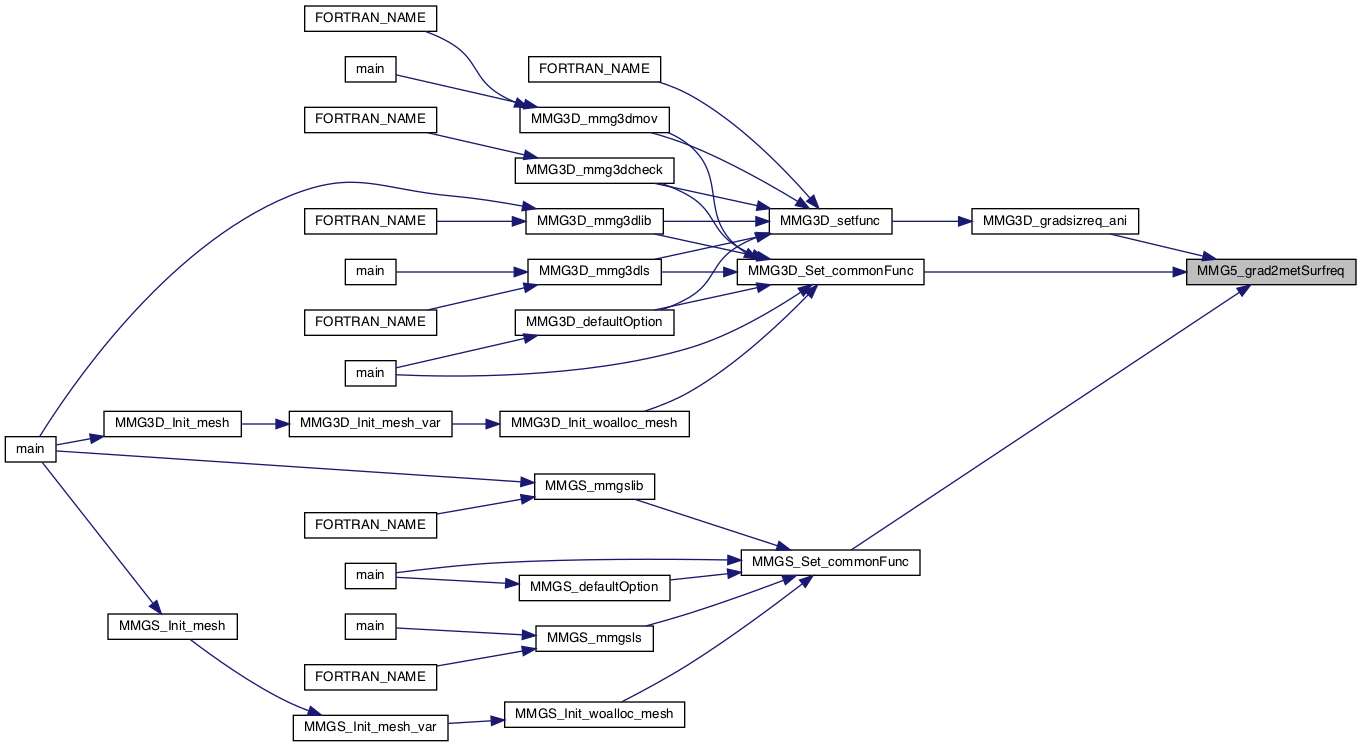 FORTRAN_NAME
main
FORTRAN_NAME
MMG3D_mmg3dmov
FORTRAN_NAME
MMG3D_mmg3dcheck
FORTRAN_NAME
MMG3D_mmg3dlib
MMG3D_setfunc
MMG3D_gradsizreq_ani
main
MMG3D_mmg3dls
MMG3D_Set_commonFunc
MMG5_grad2metSurfreq
FORTRAN_NAME
MMG3D_defaultOption
main
MMG3D_Init_mesh
MMG3D_Init_mesh_var
MMG3D_Init_woalloc_mesh
main
MMGS_mmgslib
FORTRAN_NAME
MMGS_Set_commonFunc
main
MMGS_defaultOption
MMGS_Init_mesh
main
MMGS_mmgsls
FORTRAN_NAME
MMGS_Init_mesh_var
MMGS_Init_woalloc_mesh